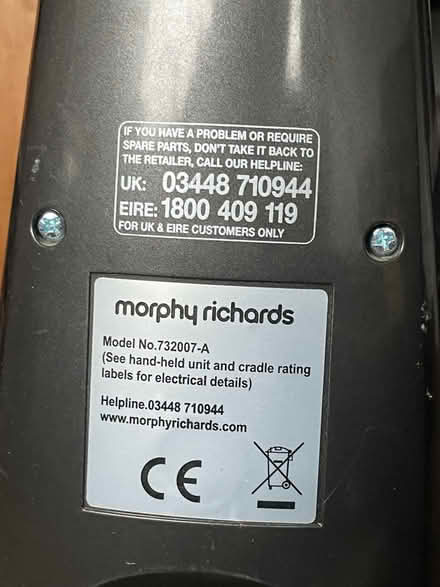 IF YOU HAVE A PROBLEM OR REQUIRE
SPARE PARTS, DON'T TAKE IT BACK TO
THE RETAILER, CALL OUR HELPLINE:
UK: 03448 710944
EIRE: 1800 409 119
FOR UK & EIRE CUSTOMERS ONLY
morphy richards
Model No.732007-A
(See hand-held unit and cradle rating
labels for electrical details)
Helpline.03448 710944
www.morphyrichards.com
CE